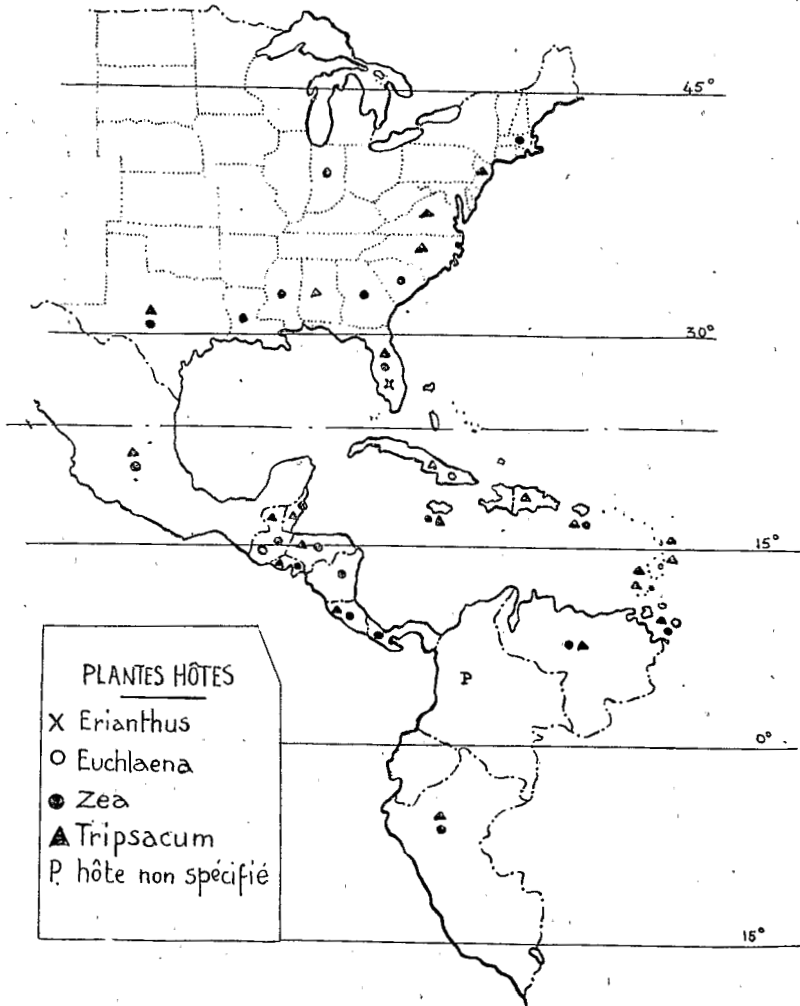 45°
30°
15°
P
0°
15°
PLANTES HÔTES
X Erianthus
O Euchlaena
● Zea
▲ Tripsacum
P. hôte non spécifié